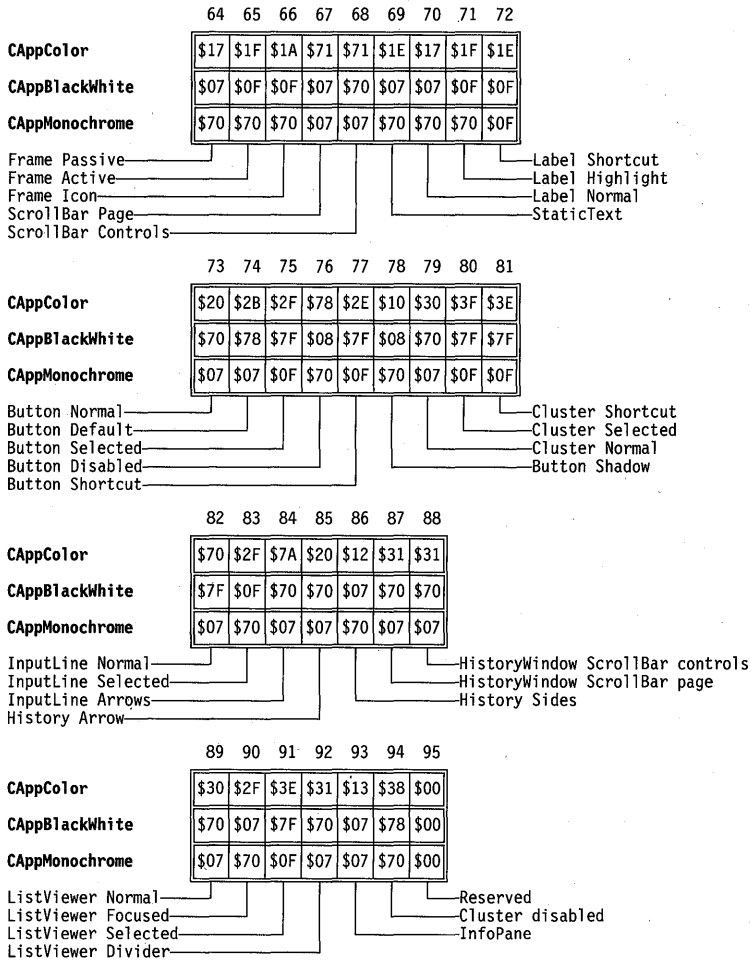 64 65 66 67 68 69 70 71 72
CAppColor $17 $1F $1A $71 $71 $1E $17 $1F $1E
CAppBlackWhite $07 $0F $0F $07 $70 $07 $07 $0F $0F
CAppMonochrome $70 $70 $70 $07 $07 $70 $70 $70 $0F
Frame Passive Label Shortcut
Frame Active Label Highlight
Frame Icon Label Normal
ScrollBar Page StaticText
ScrollBar Controls
73 74 75 76 77 78 79 80 81
CAppColor $20 $2B $2F $78 $2E $10 $30 $3F $3E
CAppBlackWhite $70 $78 $7F $08 $7F $08 $70 $7F $7F
CAppMonochrome $07 $07 $0F $70 $0F $70 $07 $0F $0F
Button Normal Cluster Shortcut
Button Default Cluster Selected
Button Selected Cluster Normal
Button Disabled Button Shadow
Button Shortcut
82 83 84 85 86 87 88
CAppColor $70 $2F $7A $20 $12 $31 $31
CAppBlackWhite $7F $0F $70 $70 $07 $70 $70
CAppMonochrome $07 $70 $07 $07 $70 $07 $07
InputLine Normal HistoryWindow ScrollBar controls
InputLine Selected HistoryWindow ScrollBar page
InputLine Arrows History Sides
History Arrow
89 90 91 92 93 94 95
CAppColor $30 $2F $3E $31 $13 $38 $00
CAppBlackWhite $70 $07 $7F $70 $07 $78 $00
CAppMonochrome $07 $70 $0F $07 $07 $70 $00
ListViewer Normal Reserved
ListViewer Focused Cluster disabled
ListViewer Selected InfoPane
ListViewer Divider